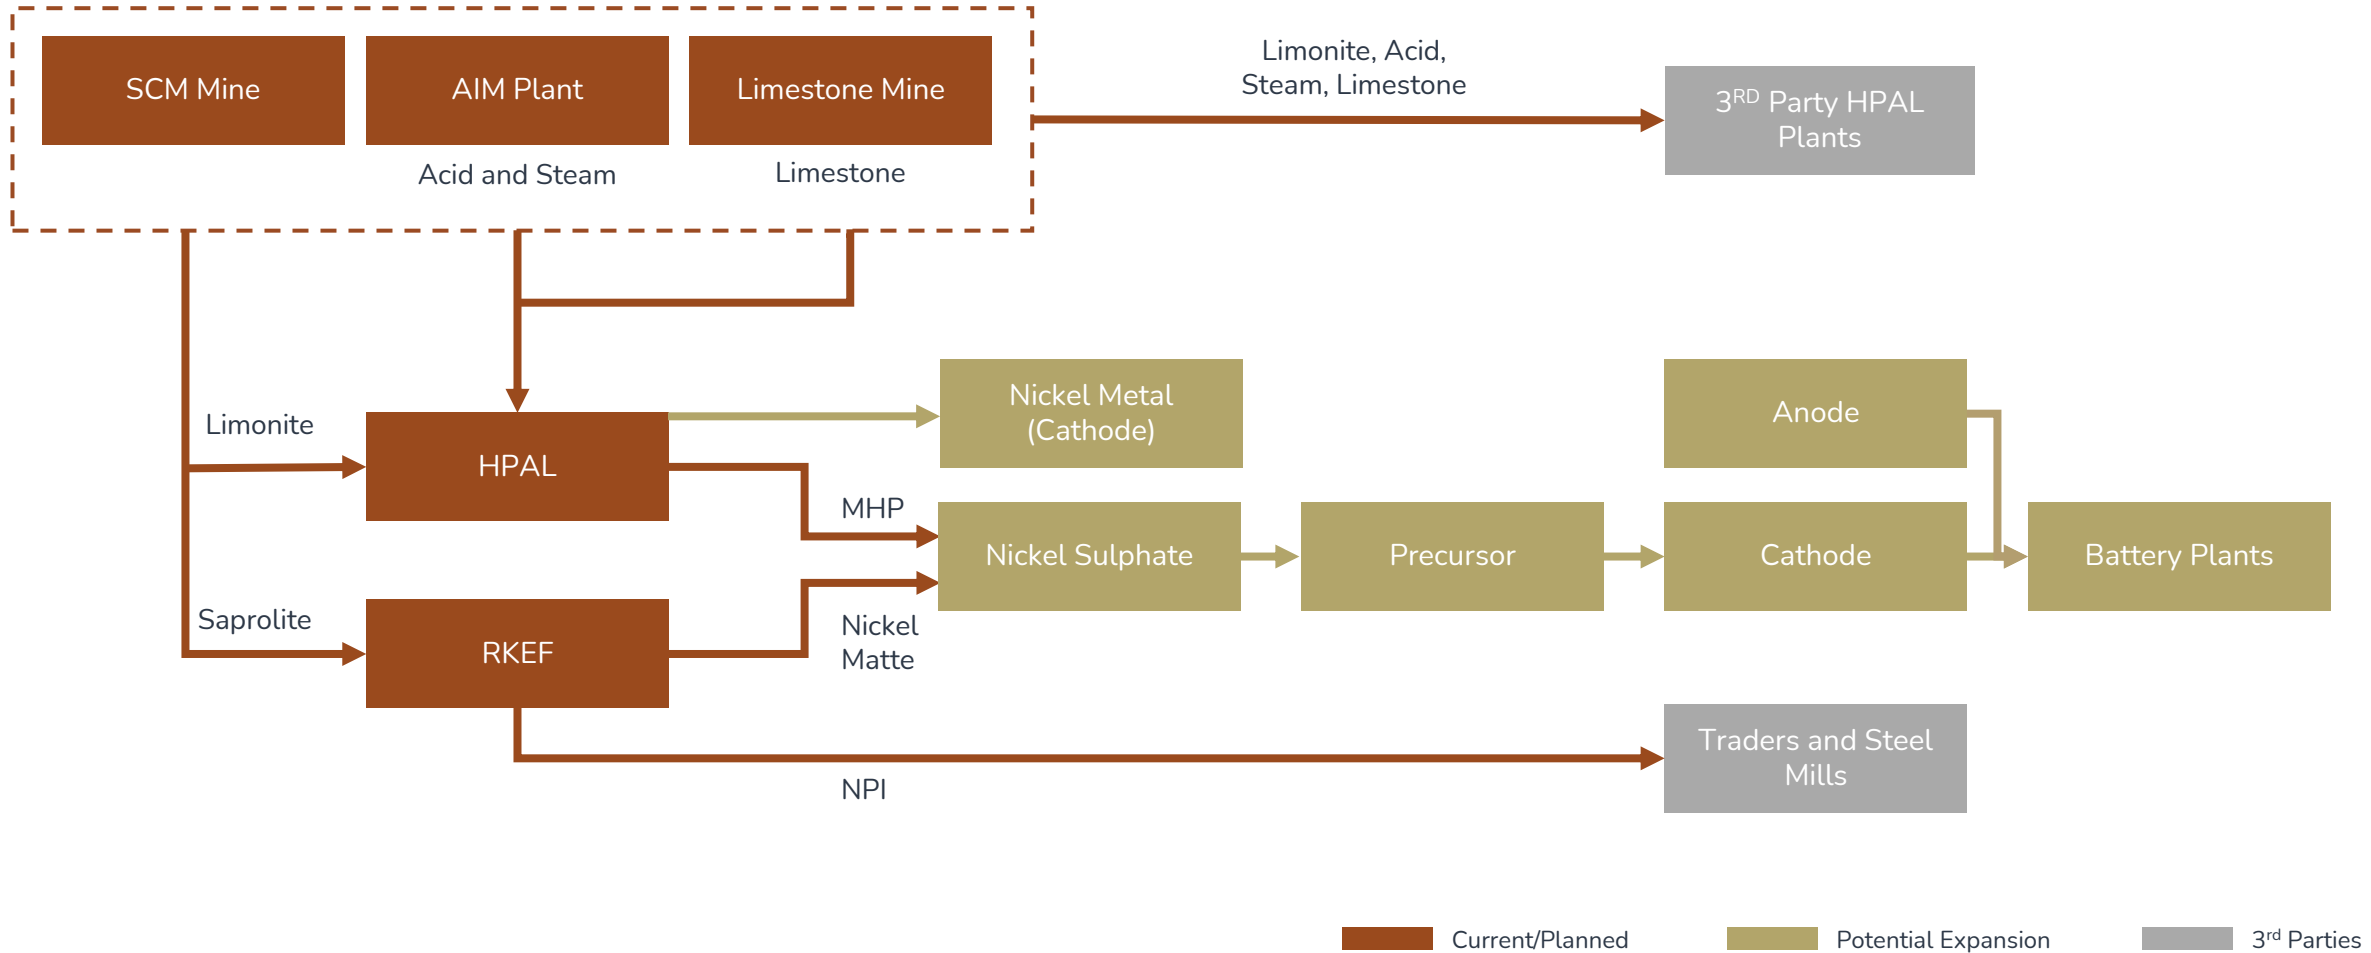 SCM Mine
AIM Plant
Limestone Mine
Acid and Steam
Limestone
Limonite, Acid,
Steam, Limestone
3RD Party HPAL
Plants
Limonite
HPAL
Nickel Metal
(Cathode)
Anode
MHP
Nickel Sulphate
Precursor
Cathode
Battery Plants
Saprolite
RKEF
Nickel
Matte
Traders and Steel
Mills
NPI
Current/Planned
Potential Expansion
3rd Parties